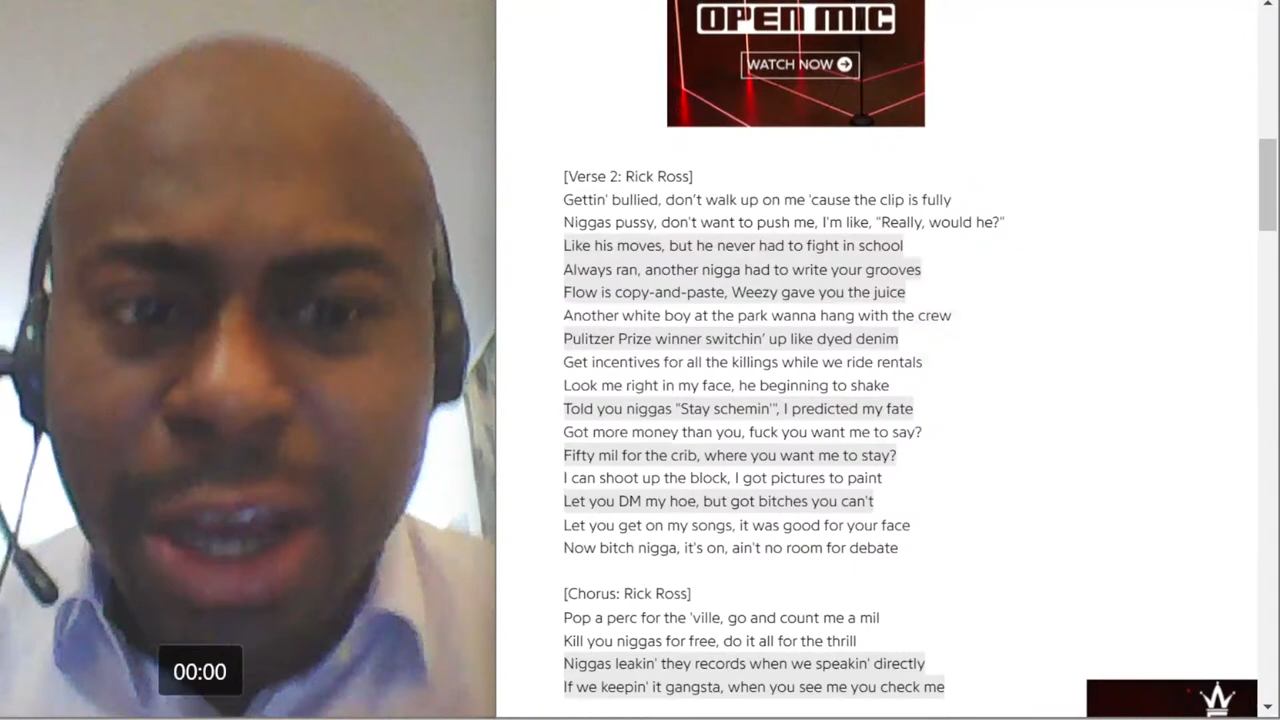 OPEN MIC
WATCH NOW
[Verse 2: Rick Ross]
Gettin' bullied, don’t walk up on me 'cause the clip is fully
Niggas pussy, don't want to push me, I'm like, "Really, would he?"
Like his moves, but he never had to fight in school
Always ran, another nigga had to write your grooves
Flow is copy-and-paste, Weezy gave you the juice
Another white boy at the park wanna hang with the crew
Pulitzer Prize winner switchin’ up like dyed denim
Get incentives for all the killings while we ride rentals
Look me right in my face, he beginning to shake
Told you niggas "Stay schemin'", I predicted my fate
Got more money than you, fuck you want me to say?
Fifty mil for the crib, where you want me to stay?
I can shoot up the block, I got pictures to paint
Let you DM my hoe, but got bitches you can't
Let you get on my songs, it was good for your face
Now bitch nigga, it's on, ain't no room for debate
[Chorus: Rick Ross]
Pop a perc for the 'ville, go and count me a mil
Kill you niggas for free, do it all for the thrill
Niggas leakin' they records when we speakin' directly
If we keepin' it gangsta, when you see me you check me
00:00